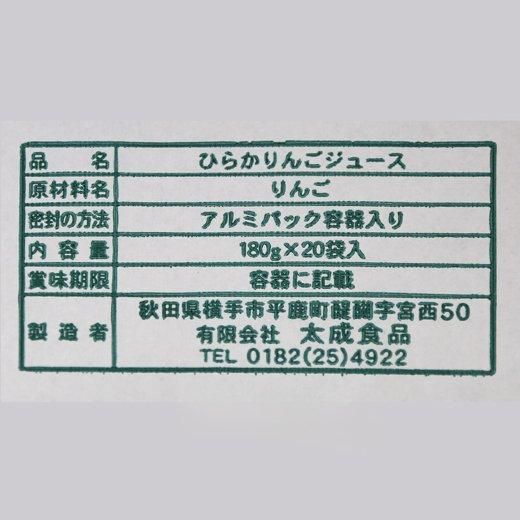 品名 ひらかりんごジュース
原材料名 りんご
密封の方法 アルミパック容器入り
内容量 180g×20袋入
賞味期限 容器に記載
製造者 秋田県横手市平鹿町醍醐字宮西50
有限会社 太成食品
TEL 0182(25)4922